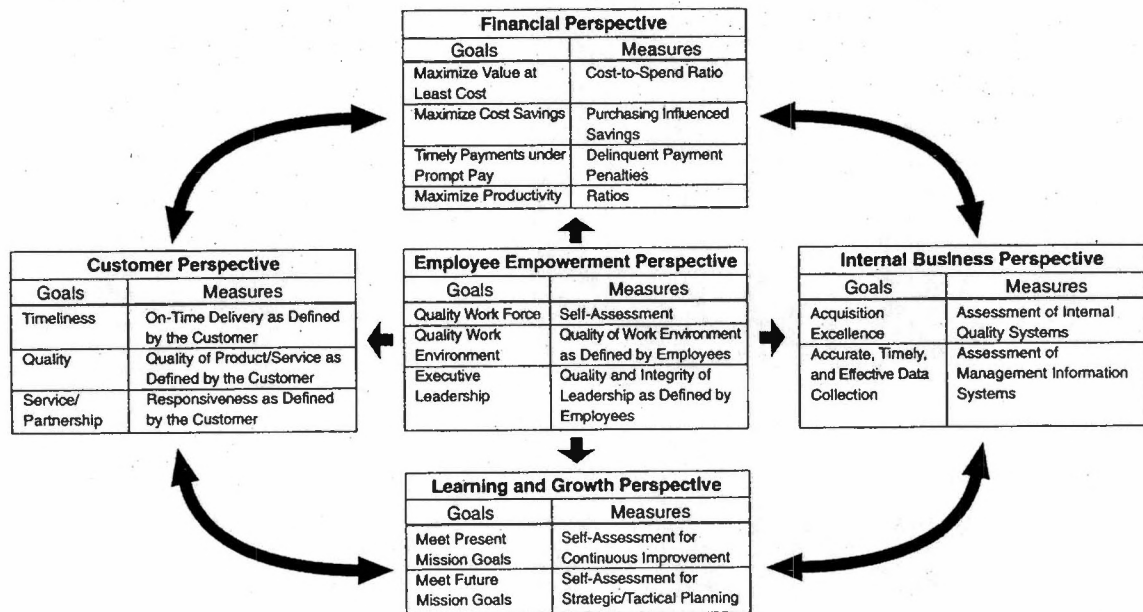 Financial Perspective
Goals
Measures
Maximize Value at
Least Cost
Cost-to-Spend Ratio
Maximize Cost Savings
Purchasing Influenced
Savings
Timely Payments under
Prompt Pay
Delinquent Payment
Penalties
Maximize Productivity
Ratios
Customer Perspective
Goals
Measures
Timeliness
On-Time Delivery as Defined
by the Customer
Quality
Quality of Product/Service as
Defined by the Customer
Service/
Partnership
Responsiveness as Defined
by the Customer
Employee Empowerment Perspective
Goals
Measures
Quality Work Force
Self-Assessment
Quality Work
Environment
Quality of Work Environment
as Defined by Employees
Executive
Leadership
Quality and Integrity of
Leadership as Defined by
Employees
Internal Business Perspective
Goals
Measures
Acquisition
Excellence
Assessment of Internal
Quality Systems
Accurate, Timely,
and Effective Data
Collection
Assessment of
Management Information
Systems
Learning and Growth Perspective
Goals
Measures
Meet Present
Mission Goals
Self-Assessment for
Continuous Improvement
Meet Future
Mission Goals
Self-Assessment for
Strategic/Tactical Planning